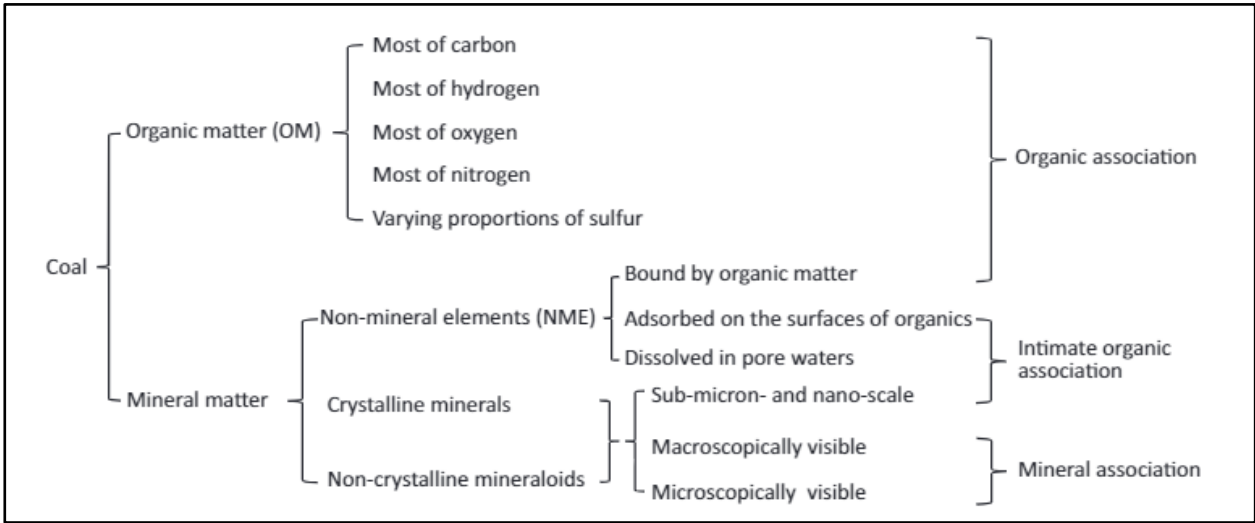 Most of carbon
Most of hydrogen
Organic matter (OM)
Most of oxygen
Organic association
Most of nitrogen
Varying proportions of sulfur
Coal
Bound by organic matter
Non-mineral elements (NME)
Adsorbed on the surfaces of organics
Intimate organic
association
Dissolved in pore waters
Mineral matter
Crystalline minerals
Sub-micron- and nano-scale
Macroscopically visible
Mineral association
Non-crystalline mineraloids
Microscopically visible